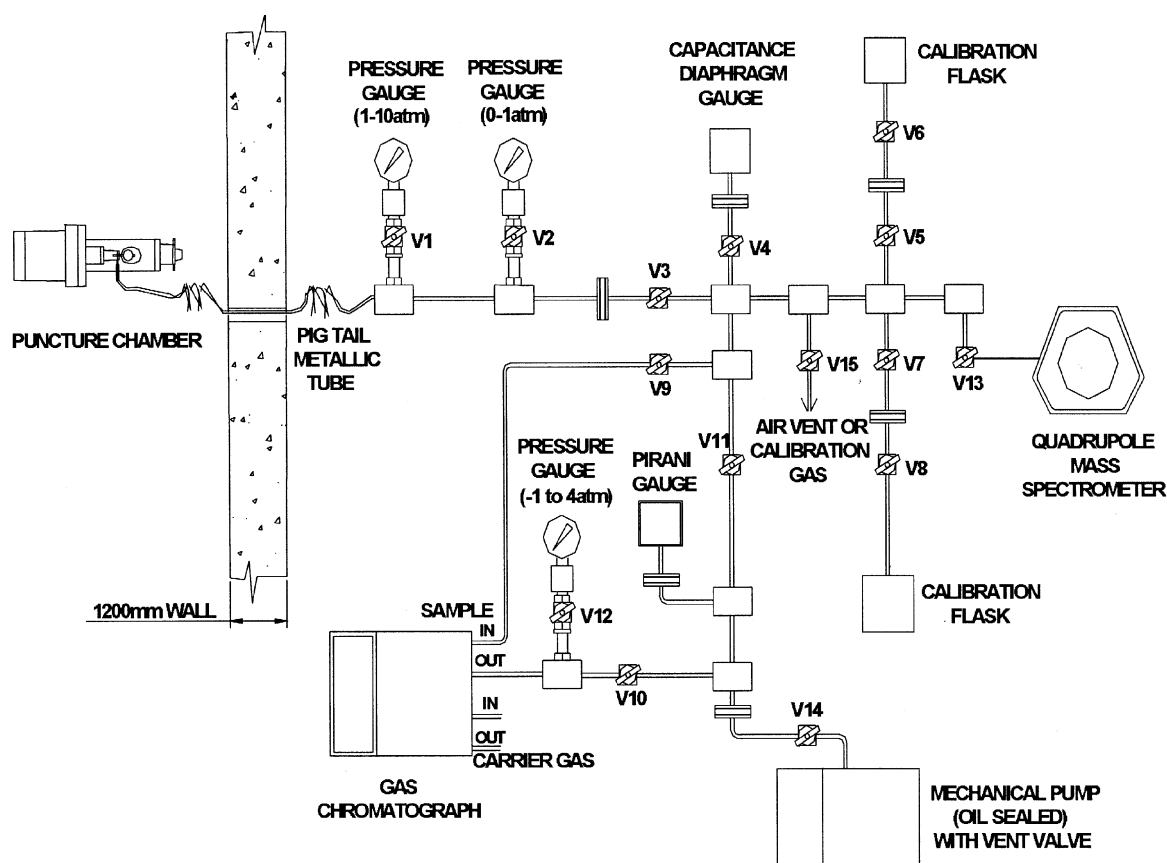 CAPACITANCE
DIAPHRAGM
GAUGE
CALIBRATION
FLASK
PRESSURE
GAUGE
(1-10atm)
PRESSURE
GAUGE
(0-1atm)
V6
V1
V2
V4
V5
V3
PUNCTURE CHAMBER
PIG TAIL
METALLIC
TUBE
V9
V15
V7
V13
AIR VENT OR
CALIBRATION
GAS
QUADRUPOLE
MASS
SPECTROMETER
V11
PRESSURE
GAUGE
(-1 to 4atm)
PIRANI
GAUGE
V8
1200mm WALL
SAMPLE
IN
OUT
IN
OUT
CARRIER GAS
V12
V10
CALIBRATION
FLASK
V14
GAS
CHROMATOGRAPH
MECHANICAL PUMP
(OIL SEALED)
WITH VENT VALVE